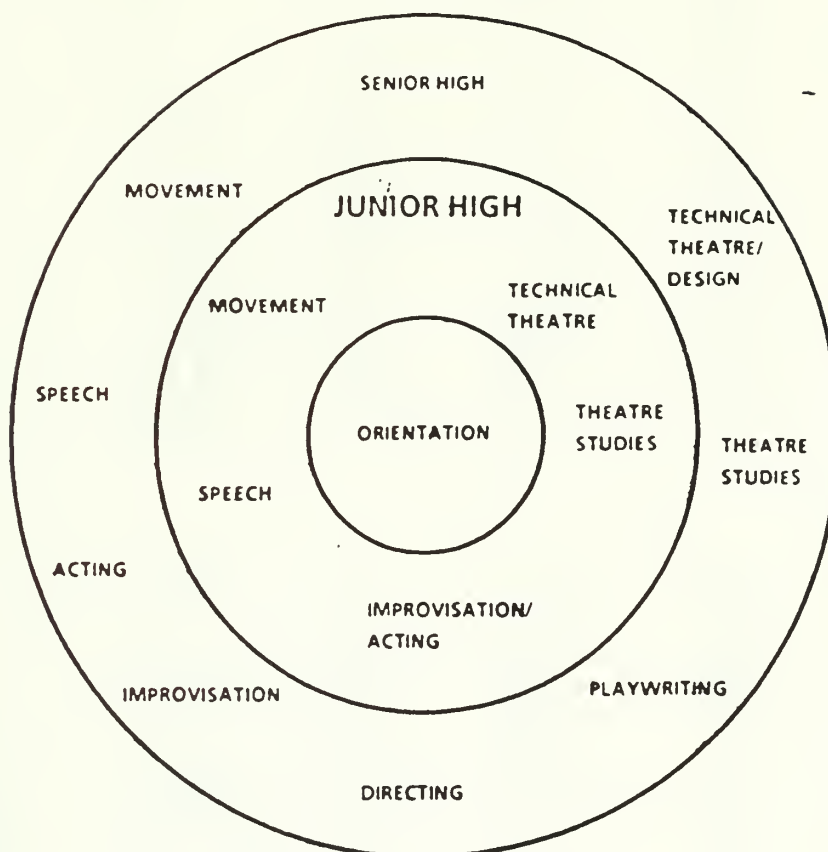 SENIOR HIGH
MOVEMENT
JUNIOR HIGH
TECHNICAL
THEATRE/
DESIGN
MOVEMENT
TECHNICAL
THEATRE
SPEECH
ORIENTATION
THEATRE
STUDIES
THEATRE
STUDIES
SPEECH
ACTING
IMPROVISATION/
ACTING
IMPROVISATION
PLAYWRITING
DIRECTING